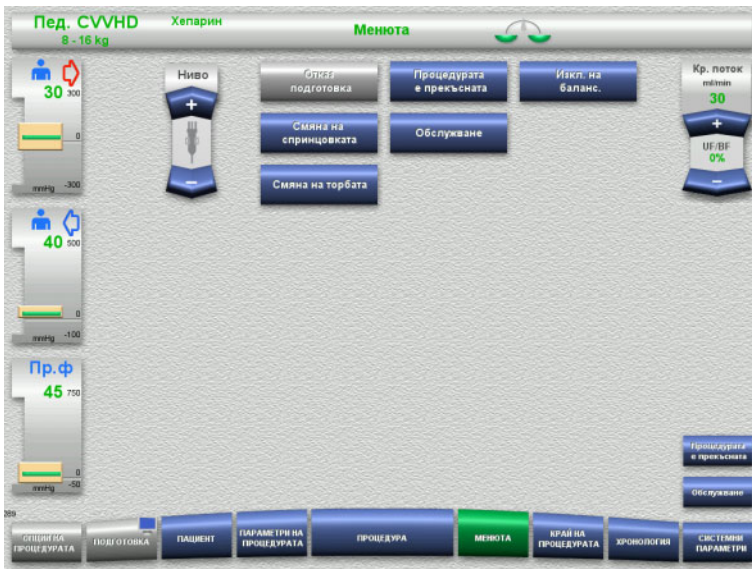 Пед. CVVHD
Хепарин
8 - 16 kg
Менюта
30
300
0
mmHg
-300
40
500
0
mmHg
-100
Пр.ф
45
750
0
mmHg
-50
Ниво
+
−
Отказ
подготовка
Процедурата
е прекъсната
Изкл. на
баланс.
Смяна на
спринцовката
Обслужване
Смяна на торбата
Кр. поток
ml/min
30
+
UF/BF
0%
−
Процедурата
е прекъсната
Обслужване
289
ОПЦИИ НА
ПРОЦЕДУРАТА
ПОДГОТОВКА
ПАЦИЕНТ
ПАРАМЕТРИ НА
ПРОЦЕДУРАТА
ПРОЦЕДУРА
МЕНЮТА
КРАЙ НА
ПРОЦЕДУРАТА
ХРОНОЛОГИЯ
СИСТЕМНИ
ПАРАМЕТРИ